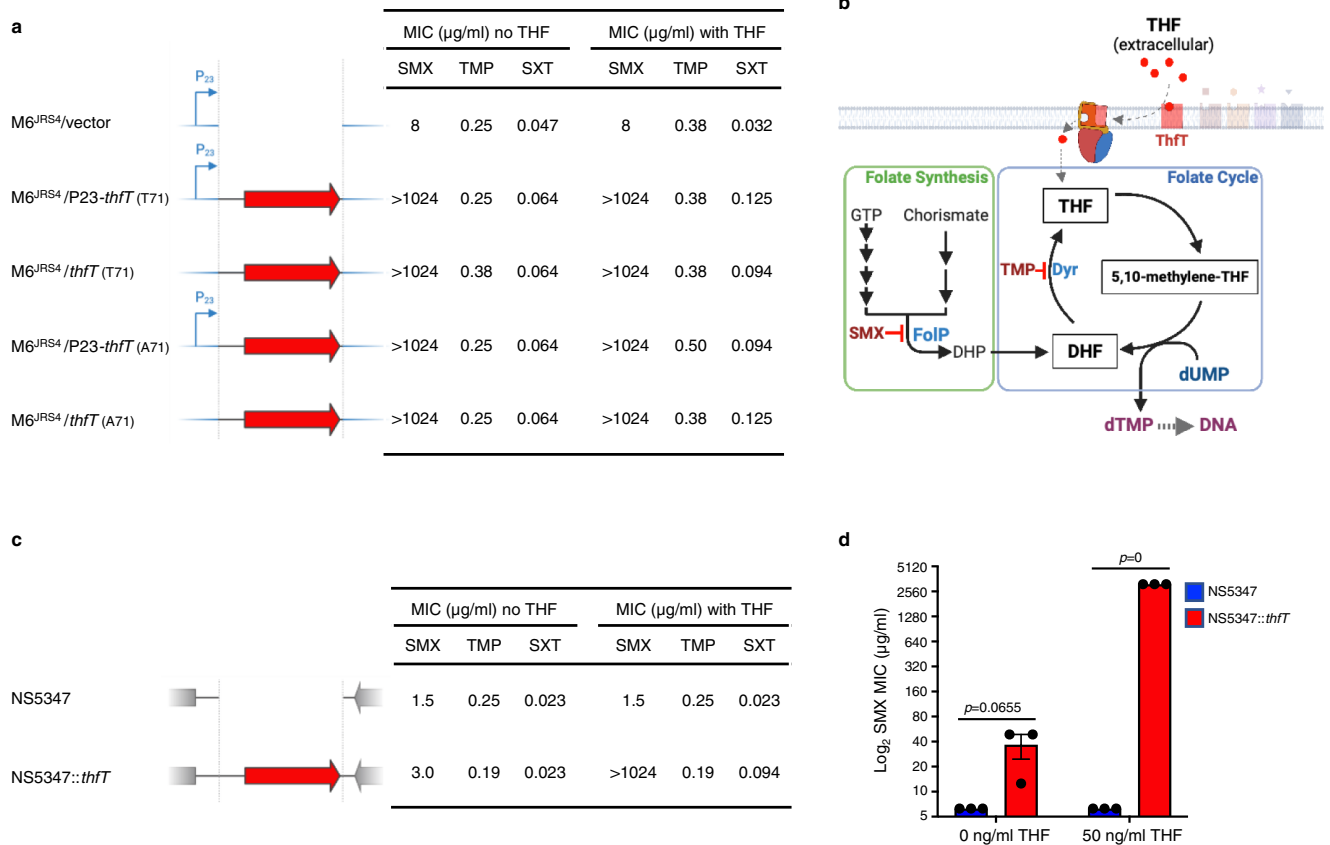 a
MIC (µg/ml) no THF MIC (µg/ml) with THF
SMX TMP SXT SMX TMP SXT
P23
M6JRS4/vector 8 0.25 0.047 8 0.38 0.032
P23
M6JRS4/P23-thfT (T71) >1024 0.25 0.064 >1024 0.38 0.125
M6JRS4/thfT (T71) >1024 0.38 0.064 >1024 0.38 0.094
P23
M6JRS4/P23-thfT (A71) >1024 0.25 0.064 >1024 0.50 0.094
M6JRS4/thfT (A71) >1024 0.25 0.064 >1024 0.38 0.125
b
THF
(extracellular)
ThfT
Folate Synthesis Folate Cycle
GTP Chorismate THF
TMP Dyr 5,10-methylene-THF
SMX FolP
DHP DHF
dUMP
dTMP DNA
c
MIC (µg/ml) no THF MIC (µg/ml) with THF
SMX TMP SXT SMX TMP SXT
NS5347 1.5 0.25 0.023 1.5 0.25 0.023
NS5347::thfT 3.0 0.19 0.023 >1024 0.19 0.094
d
Log2 SMX MIC (µg/ml)
5120
2560
1280
640
320
160
80
40
20
10
5
p=0.0655
p=0
NS5347
NS5347::thfT
0 ng/ml THF 50 ng/ml THF